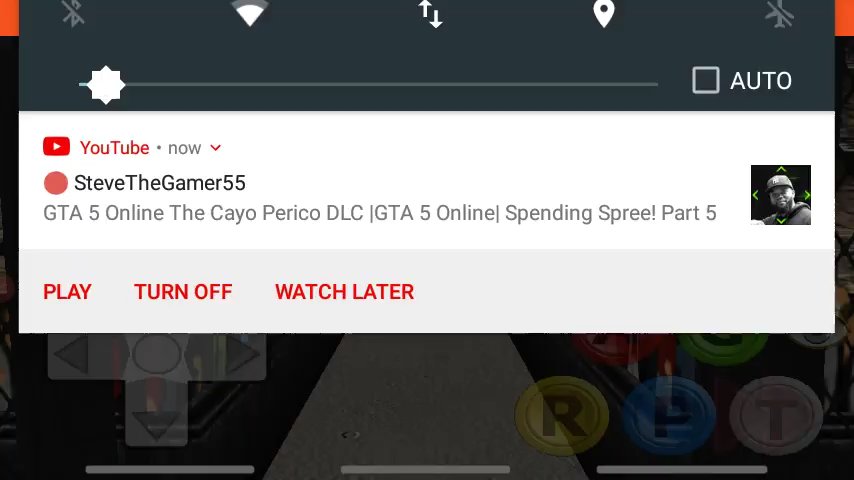 AUTO
YouTube • now
SteveTheGamer55
GTA 5 Online The Cayo Perico DLC |GTA 5 Online| Spending Spree! Part 5
PLAY TURN OFF WATCH LATER
R T